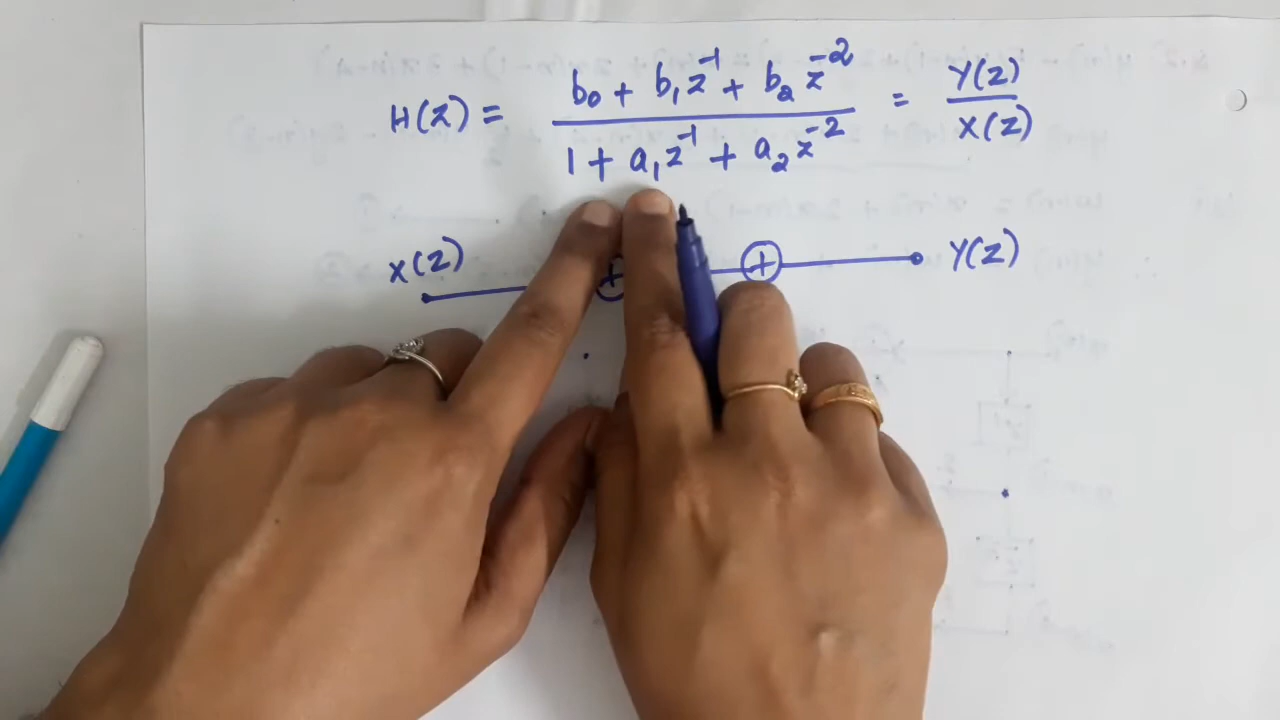 H(z) = b₀ + b₁z⁻¹ + b₂z⁻² / 1 + a₁z⁻¹ + a₂z⁻² = Y(z) / X(z)
X(z) + + Y(z)